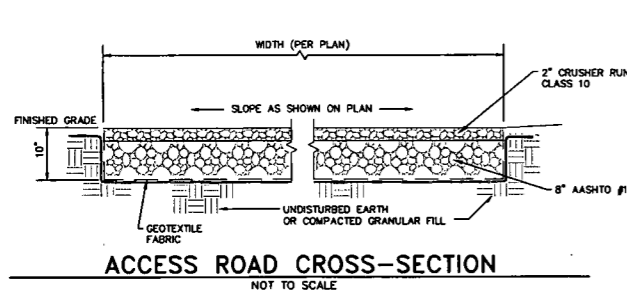 WIDTH (PER PLAN)
2" CRUSHER RUN
CLASS 10
SLOPE AS SHOWN ON PLAN
FINISHED GRADE
10"
8" AASHTO #1
UNDISTURBED EARTH
OR COMPACTED GRANULAR FILL
GEOTEXTILE
FABRIC
ACCESS ROAD CROSS-SECTION
NOT TO SCALE